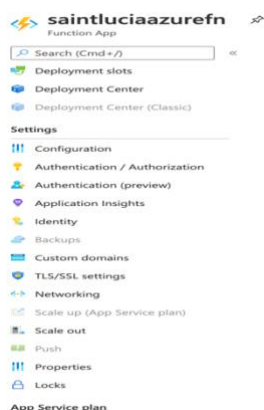 saintluciaazurefn
Function App
Search (Cmd+/)
Deployment slots
Deployment Center
Deployment Center (Classic)
Settings
Configuration
Authentication / Authorization
Authentication (preview)
Application Insights
Identity
Backups
Custom domains
TLS/SSL settings
Networking
Scale up (App Service plan)
Scale out
Push
Properties
Locks
App Service plan